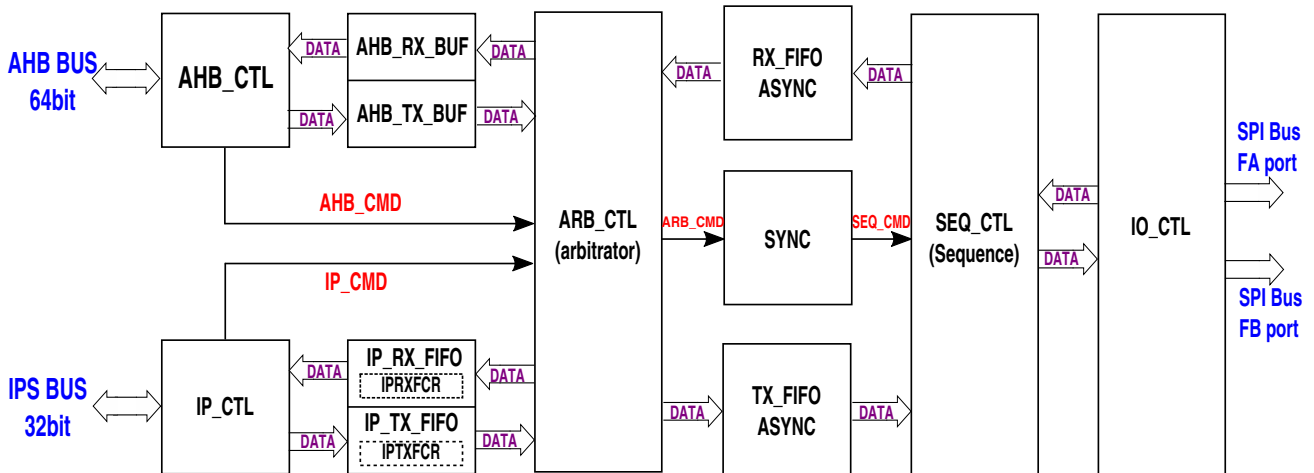 AHB BUS
64bit
AHB_CTL
DATA
DATA
AHB_RX_BUF
AHB_TX_BUF
DATA
DATA
AHB_CMD
IP_CMD
IPS BUS
32bit
IP_CTL
DATA
DATA
IP_RX_FIFO
IPRXFCR
IP_TX_FIFO
IPTXFCR
DATA
DATA
ARB_CTL
(arbitrator)
DATA
ARB_CMD
DATA
RX_FIFO
ASYNC
SYNC
TX_FIFO
ASYNC
DATA
SEQ_CMD
DATA
SEQ_CTL
(Sequence)
DATA
DATA
IO_CTL
SPI Bus
FA port
SPI Bus
FB port